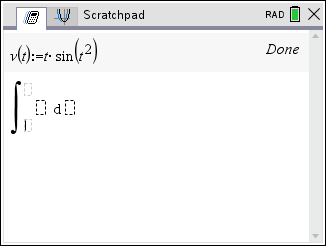 Scratchpad RAD
v(t):=t·sin(t²) Done
∫ d